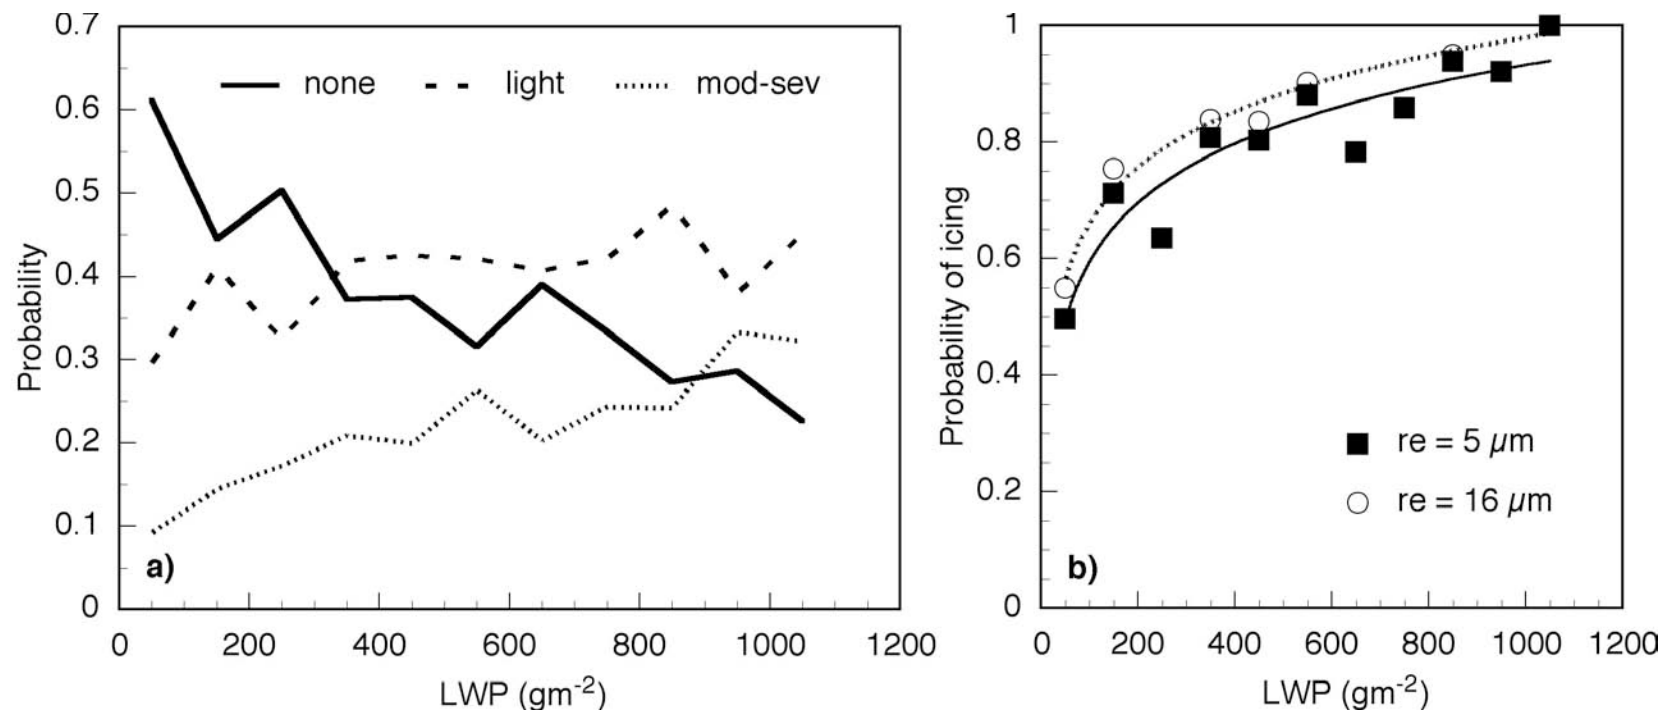 0.7
0.6
0.5
0.4
0.3
0.2
0.1
0
Probability
none light mod-sev
a)
0 200 400 600 800 1000 1200
LWP (gm-2)
1
0.8
0.6
0.4
0.2
0
Probability of icing
re = 5 µm
re = 16 µm
b)
0 200 400 600 800 1000 1200
LWP (gm-2)